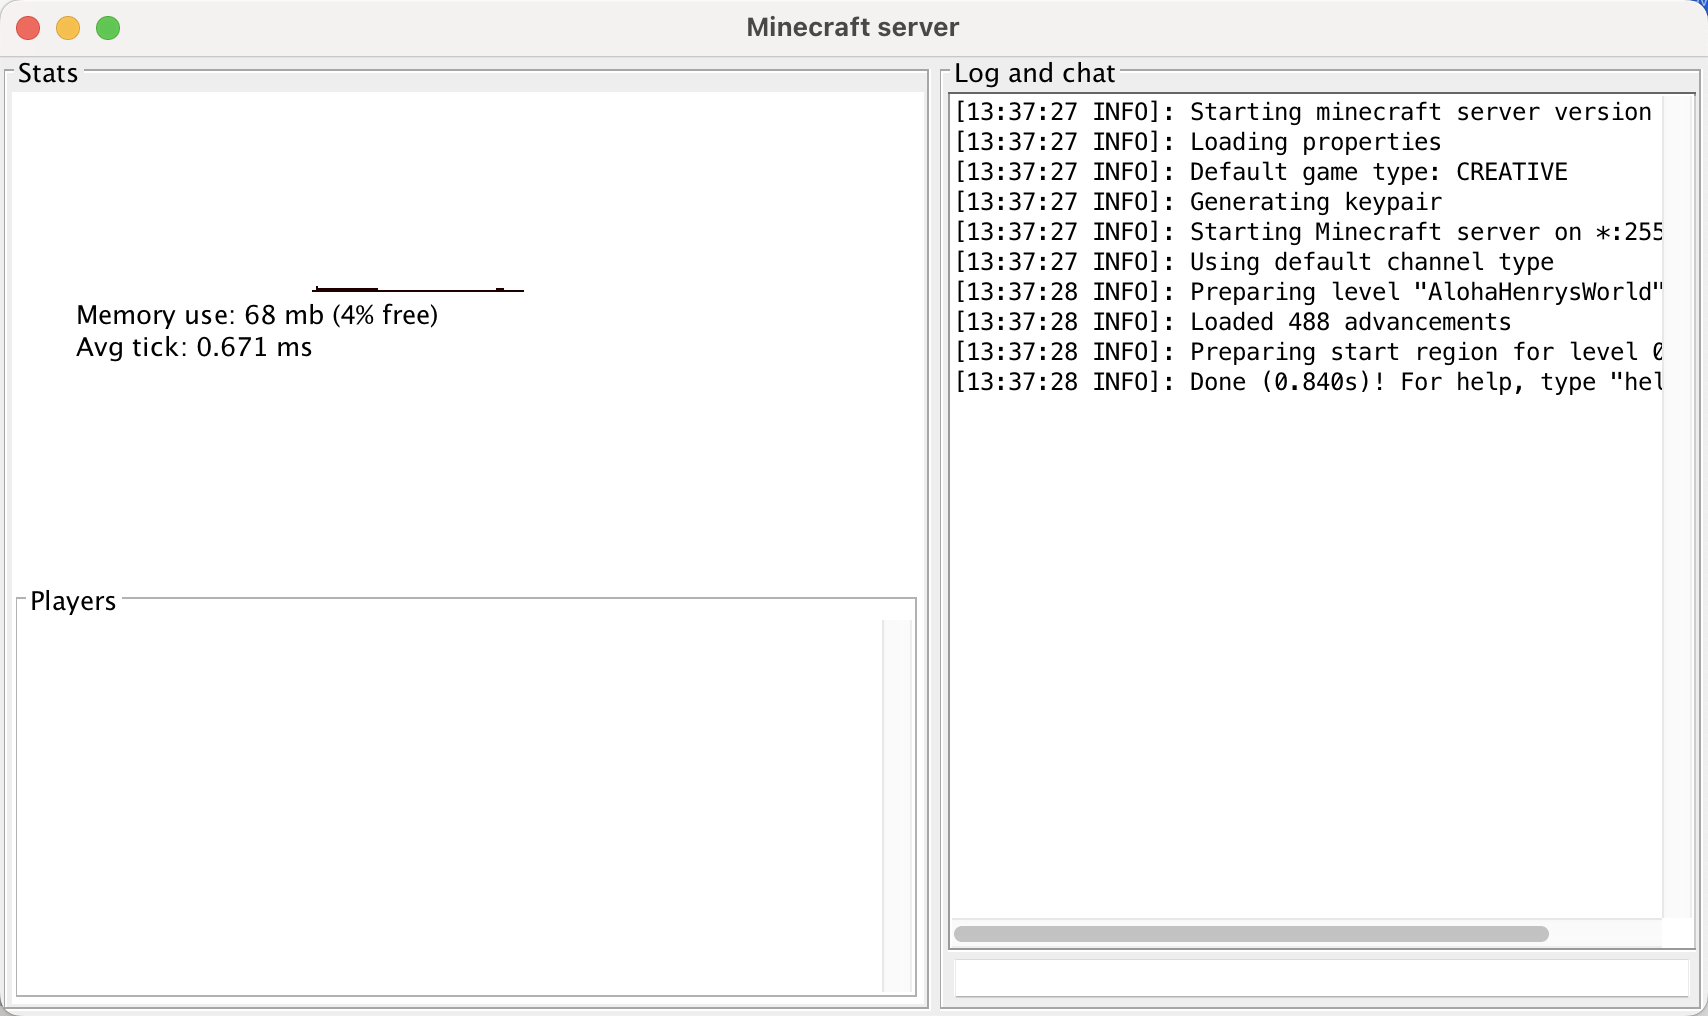 Minecraft server
Stats
Memory use: 68 mb (4% free)
Avg tick: 0.671 ms
Players
Log and chat
[13:37:27 INFO]: Starting minecraft server version
[13:37:27 INFO]: Loading properties
[13:37:27 INFO]: Default game type: CREATIVE
[13:37:27 INFO]: Generating keypair
[13:37:27 INFO]: Starting Minecraft server on *:255
[13:37:27 INFO]: Using default channel type
[13:37:28 INFO]: Preparing level "AlohaHenrysWorld"
[13:37:28 INFO]: Loaded 488 advancements
[13:37:28 INFO]: Preparing start region for level 0
[13:37:28 INFO]: Done (0.840s)! For help, type "hel